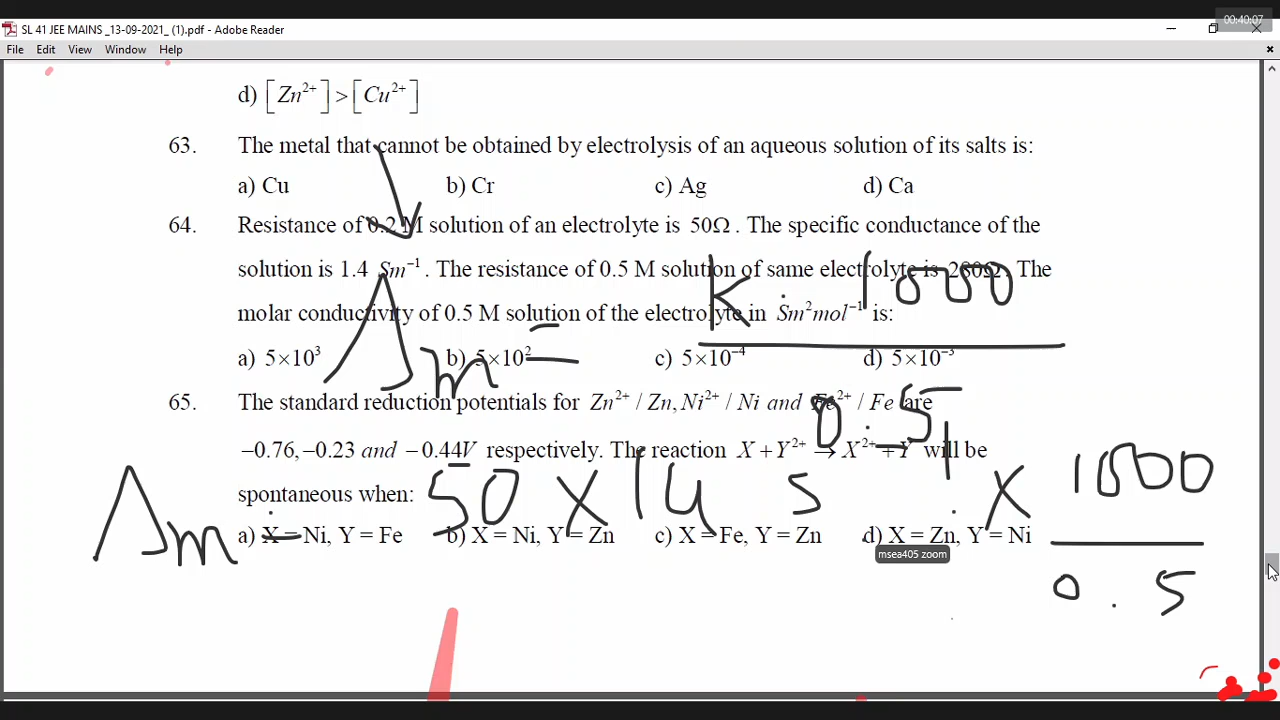 00:40:07
SL 41 JEE MAINS _13-09-2021_ (1).pdf - Adobe Reader
File Edit View Window Help
d) [Zn²⁺] > [Cu²⁺]
63. The metal that cannot be obtained by electrolysis of an aqueous solution of its salts is:
a) Cu b) Cr c) Ag d) Ca
64. Resistance of 0.2 M solution of an electrolyte is 50Ω . The specific conductance of the
solution is 1.4 Sm⁻¹ . The resistance of 0.5 M solution of same electrolyte is 280Ω. The
molar conductivity of 0.5 M solution of the electrolyte in Sm²mol⁻¹ is:
a) 5×10³ b) 5×10² c) 5×10⁻⁴ d) 5×10⁻³
Λm = K . 1000
0.5
65. The standard reduction potentials for Zn²⁺ / Zn, Ni²⁺ / Ni and Fe²⁺ / Fe are
−0.76, −0.23 and −0.44V respectively. The reaction X + Y²⁺ → X²⁺ + Y will be
spontaneous when:
a) X = Ni, Y = Fe b) X = Ni, Y = Zn c) X = Fe, Y = Zn d) X = Zn, Y = Ni
Λm 50 X 14 S X 1000
0.5
msea405 zoom